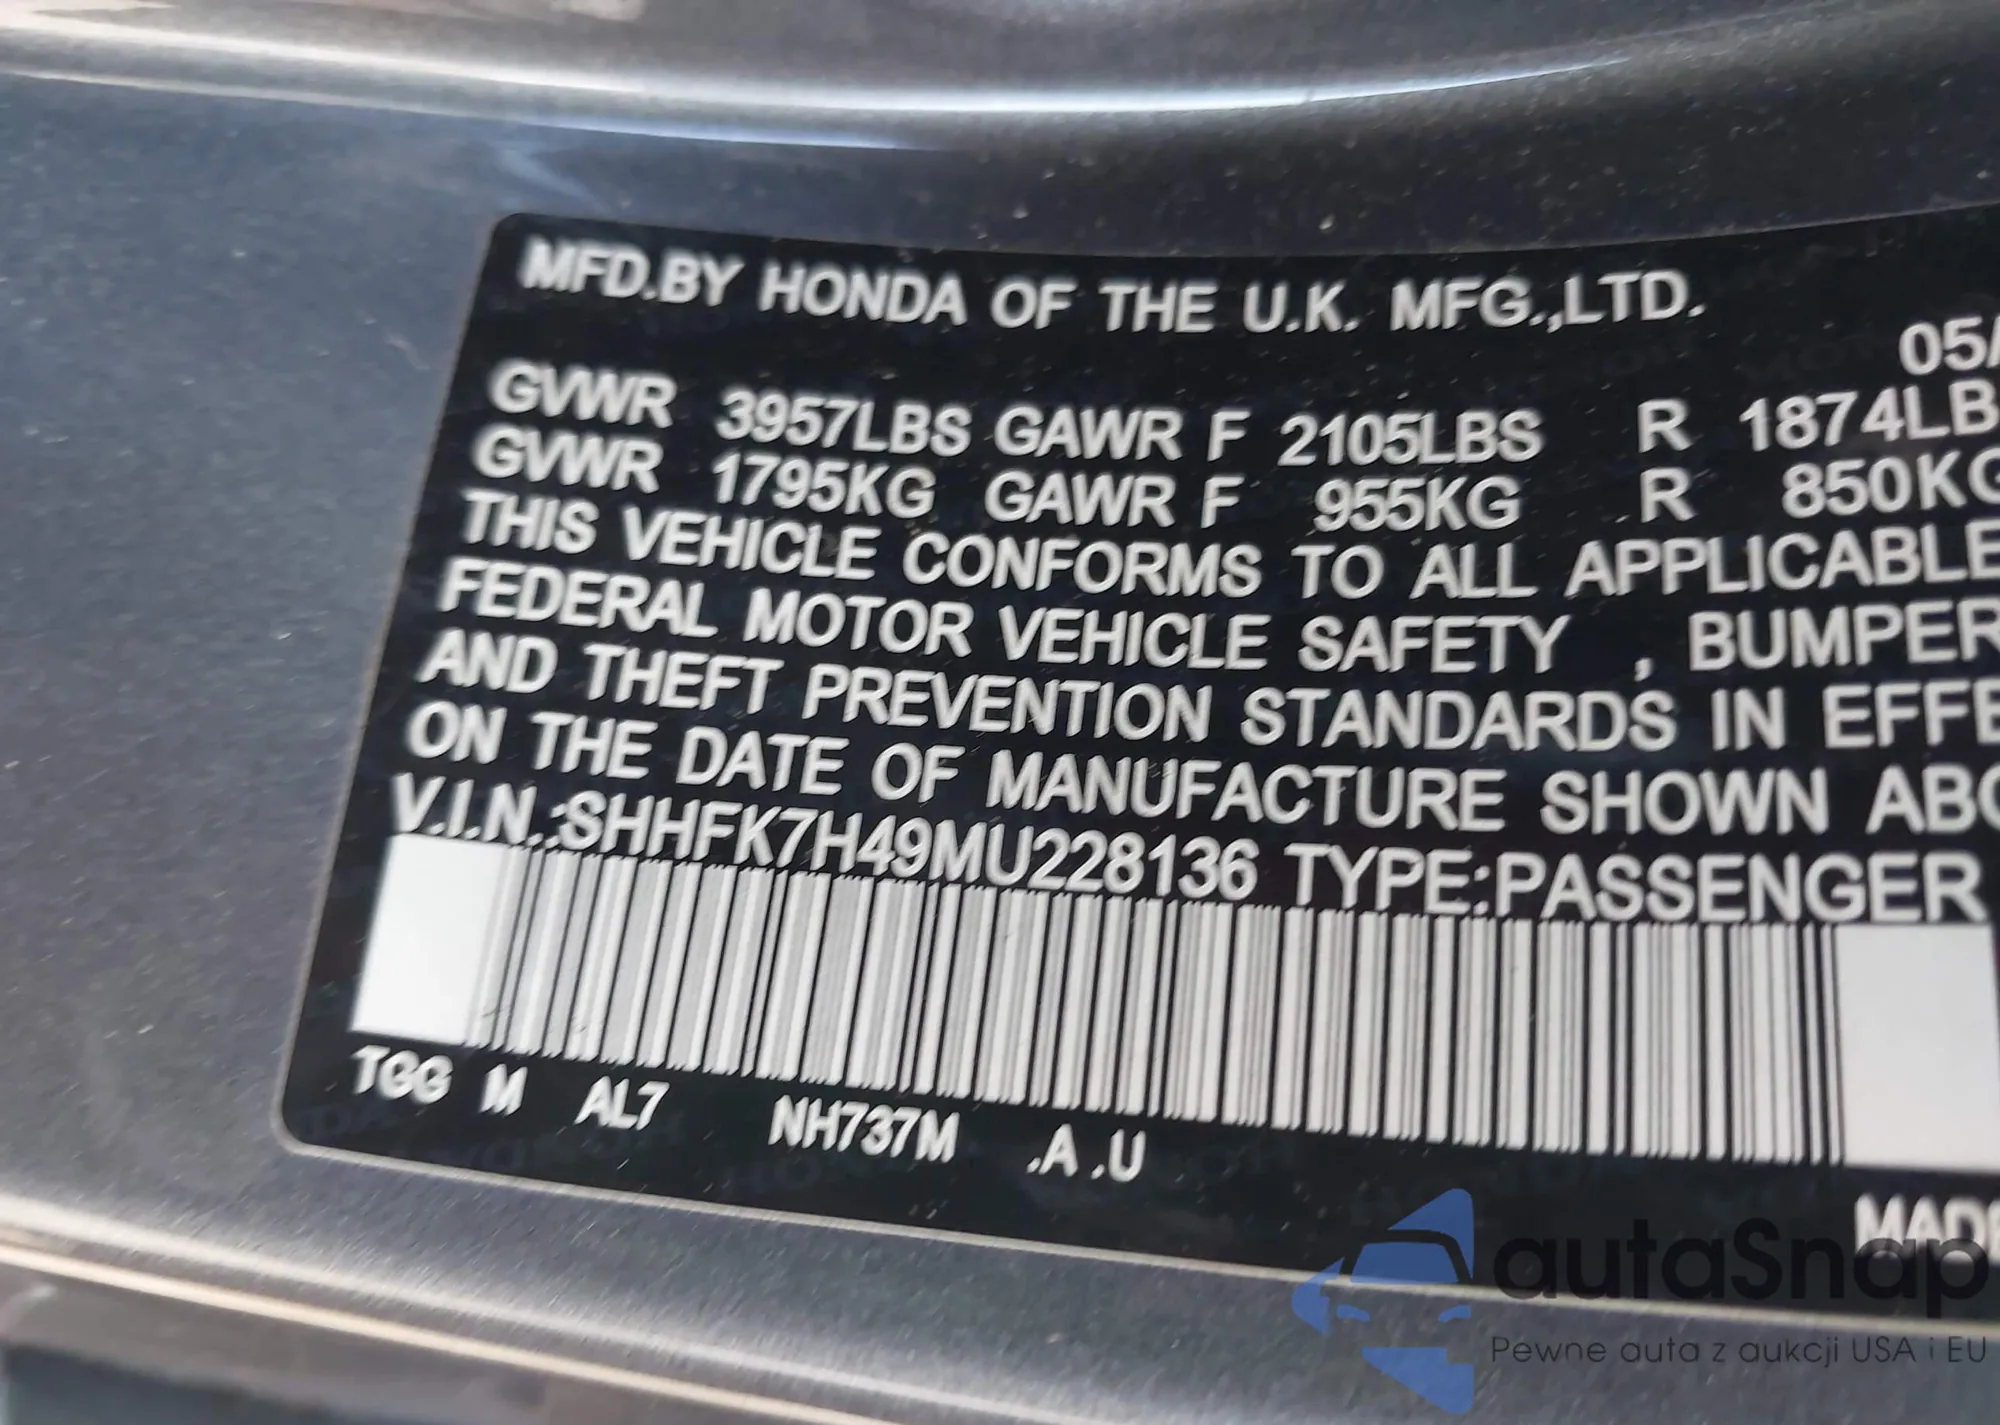 MFD.BY HONDA OF THE U.K. MFG.,LTD.
05/
GVWR 3957LBS GAWR F 2105LBS R 1874LB
GVWR 1795KG GAWR F 955KG R 850KG
THIS VEHICLE CONFORMS TO ALL APPLICABLE
FEDERAL MOTOR VEHICLE SAFETY , BUMPER
AND THEFT PREVENTION STANDARDS IN EFFE
ON THE DATE OF MANUFACTURE SHOWN ABO
V.I.N.:SHHFK7H49MU228136 TYPE:PASSENGER
TGG M AL7 NH737M .A .U
MADE
autaSnap
Pewne auta z aukcji USA i EU